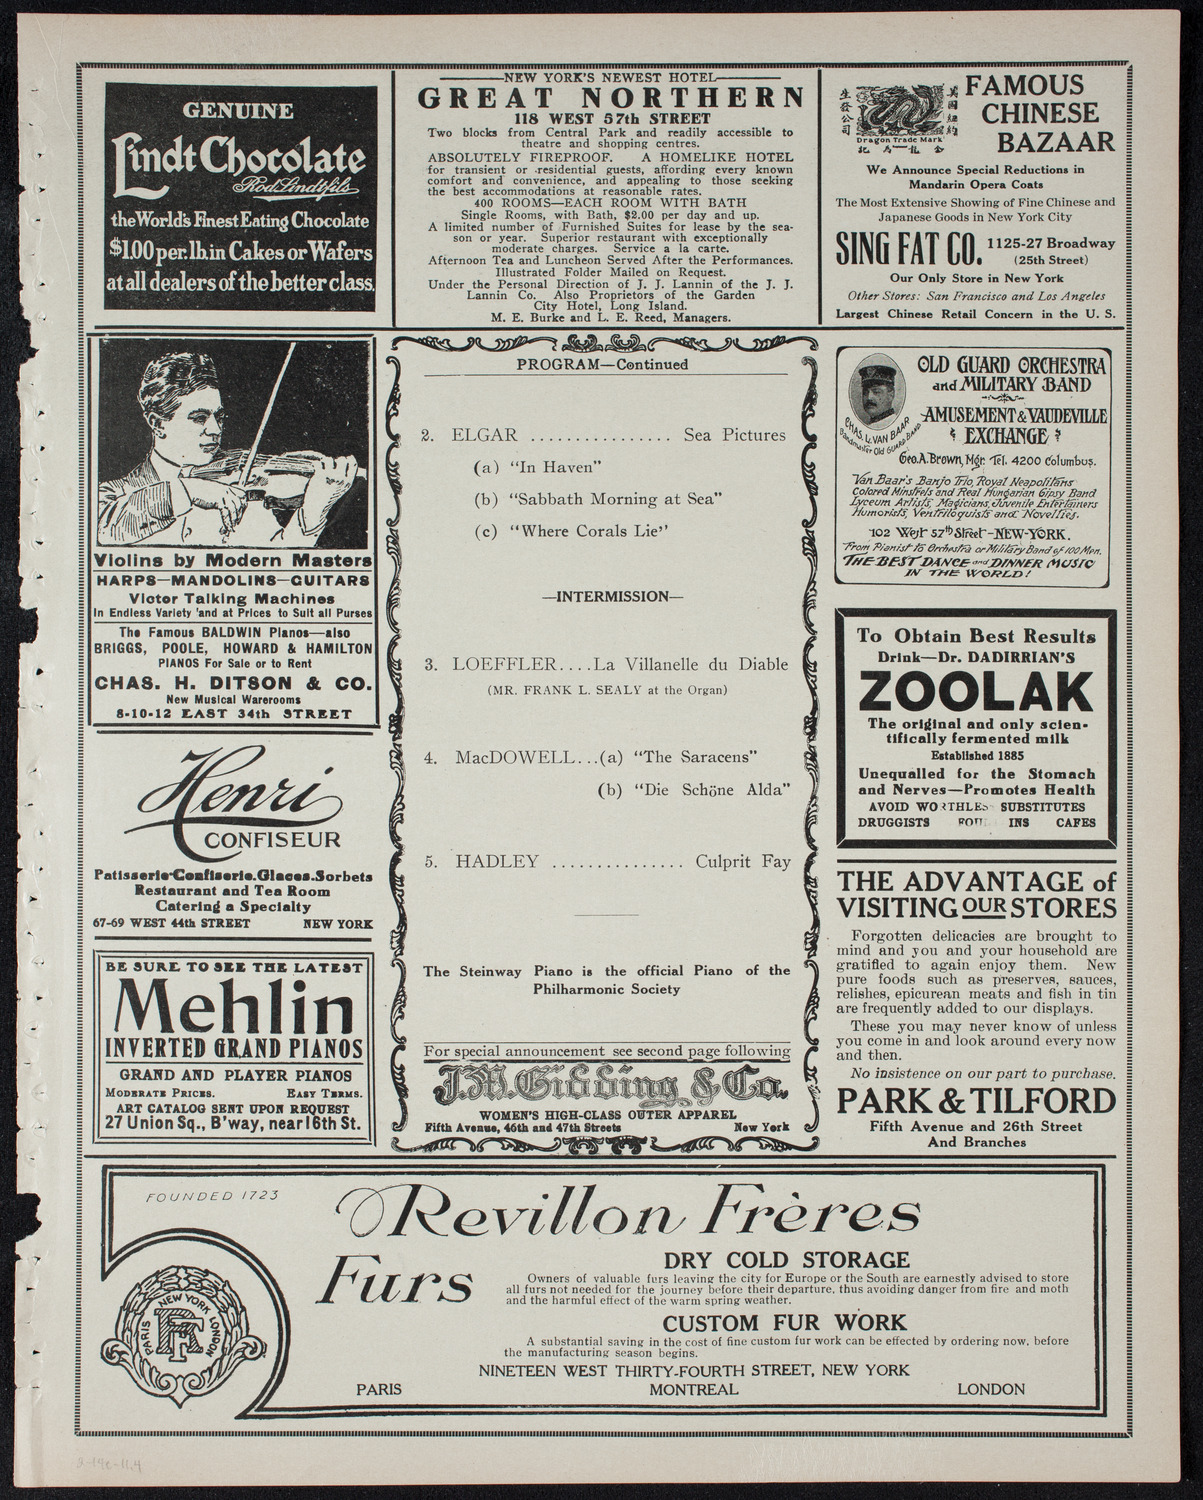 GENUINE
Lindt Chocolate
Rod. Lindt fils
the World's Finest Eating Chocolate
$1.00 per. lb. in Cakes or Wafers
at all dealers of the better class.
NEW YORK'S NEWEST HOTEL
GREAT NORTHERN
118 WEST 57th STREET
Two blocks from Central Park and readily accessible to
theatre and shopping centres.
ABSOLUTELY FIREPROOF. A HOMELIKE HOTEL
for transient or residential guests, affording every known
comfort and convenience, and appealing to those seeking
the best accommodations at reasonable rates.
400 ROOMS—EACH ROOM WITH BATH
Single Rooms, with Bath, $2.00 per day and up.
A limited number of Furnished Suites for lease by the sea-
son or year. Superior restaurant with exceptionally
moderate charges. Service a la carte.
Afternoon Tea and Luncheon Served After the Performances.
Illustrated Folder Mailed on Request.
Under the Personal Direction of J. J. Lannin of the J. J.
Lannin Co. Also Proprietors of the Garden
City Hotel, Long Island.
M. E. Burke and L. E. Reed, Managers.
生發公司
美國紐約
Dragon Trade Mark
FAMOUS
CHINESE
BAZAAR
We Announce Special Reductions in
Mandarin Opera Coats
The Most Extensive Showing of Fine Chinese and
Japanese Goods in New York City
SING FAT CO. 1125-27 Broadway
(25th Street)
Our Only Store in New York
Other Stores: San Francisco and Los Angeles
Largest Chinese Retail Concern in the U. S.
Violins by Modern Masters
HARPS—MANDOLINS—GUITARS
Victor Talking Machines
In Endless Variety and at Prices to Suit all Purses
The Famous BALDWIN Pianos—also
BRIGGS, POOLE, HOWARD & HAMILTON
PIANOS For Sale or to Rent
CHAS. H. DITSON & CO.
New Musical Warerooms
8-10-12 EAST 34th STREET
Henri
CONFISEUR
Patisserie-Confiserie.Glaces.Sorbets
Restaurant and Tea Room
Catering a Specialty
67-69 WEST 44th STREET NEW YORK
BE SURE TO SEE THE LATEST
Mehlin
INVERTED GRAND PIANOS
GRAND AND PLAYER PIANOS
MODERATE PRICES. EASY TERMS.
ART CATALOG SENT UPON REQUEST
27 Union Sq., B'way, near 16th St.
PROGRAM—Continued
2. ELGAR ................ Sea Pictures
(a) "In Haven"
(b) "Sabbath Morning at Sea"
(c) "Where Corals Lie"
—INTERMISSION—
3. LOEFFLER....La Villanelle du Diable
(MR. FRANK L. SEALY at the Organ)
4. MacDOWELL...(a) "The Saracens"
(b) "Die Schöne Alda"
5. HADLEY ............... Culprit Fay
The Steinway Piano is the official Piano of the
Philharmonic Society
For special announcement see second page following
J. M. Gidding & Co.
WOMEN'S HIGH-CLASS OUTER APPAREL
Fifth Avenue, 46th and 47th Streets New York
CHAS. L. VAN BAAR
Bandmaster Old Guard Band
OLD GUARD ORCHESTRA
and MILITARY BAND
AMUSEMENT & VAUDEVILLE
EXCHANGE
Geo. A. Brown, Mgr. Tel. 4200 Columbus.
Van Baar's Banjo Trio, Royal Neapolitans
Colored Minstrels and Real Hungarian Gipsy Band
Lyceum Artists, Magicians, Juvenile Entertainers
Humorists, Ventriloquists and Novelties.
102 West 57th Street-NEW-YORK.
From Pianist to Orchestra or Military Band of 100 Men.
THE BEST DANCE and DINNER MUSIC
IN THE WORLD!
To Obtain Best Results
Drink—Dr. DADIRRIAN'S
ZOOLAK
The original and only scien-
tifically fermented milk
Established 1885
Unequalled for the Stomach
and Nerves—Promotes Health
AVOID WORTHLES SUBSTITUTES
DRUGGISTS INS CAFES
THE ADVANTAGE of
VISITING OUR STORES
Forgotten delicacies are brought to
mind and you and your household are
gratified to again enjoy them. New
pure foods such as preserves, sauces,
relishes, epicurean meats and fish in tin
are frequently added to our displays.
These you may never know of unless
you come in and look around every now
and then.
No insistence on our part to purchase.
PARK & TILFORD
Fifth Avenue and 26th Street
And Branches
FOUNDED 1723
NEW YORK
PARIS
LONDON
Revillon Frères
Furs
DRY COLD STORAGE
Owners of valuable furs leaving the city for Europe or the South are earnestly advised to store
all furs not needed for the journey before their departure, thus avoiding danger from fire and moth
and the harmful effect of the warm spring weather.
CUSTOM FUR WORK
A substantial saving in the cost of fine custom fur work can be effected by ordering now, before
the manufacturing season begins.
NINETEEN WEST THIRTY-FOURTH STREET, NEW YORK
PARIS MONTREAL LONDON